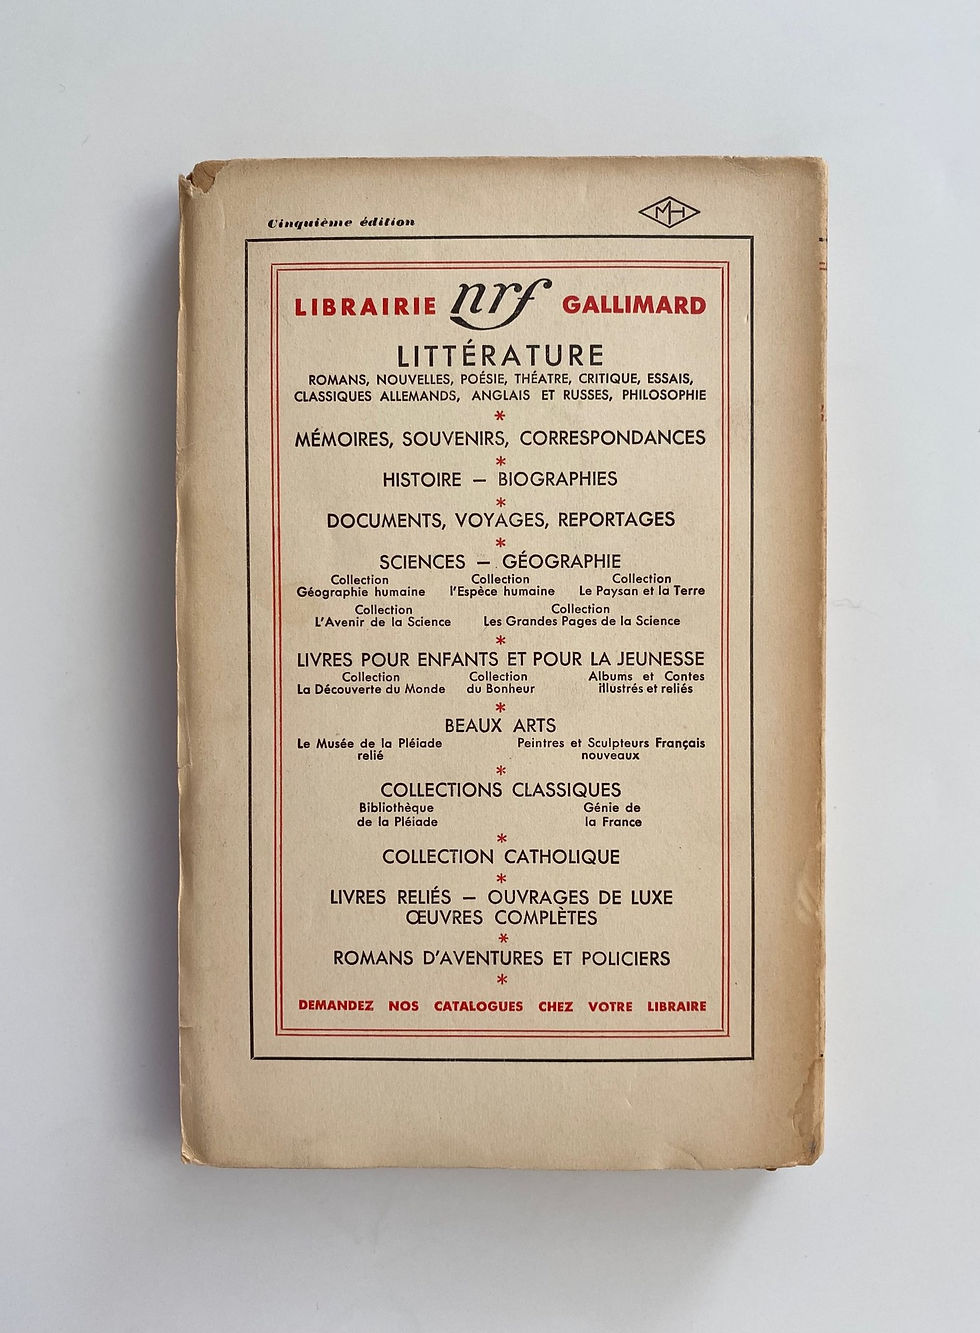 Cinquième édition
MH
LIBRAIRIE nrf GALLIMARD
LITTÉRATURE
ROMANS, NOUVELLES, POÉSIE, THÉATRE, CRITIQUE, ESSAIS,
CLASSIQUES ALLEMANDS, ANGLAIS ET RUSSES, PHILOSOPHIE
*
MÉMOIRES, SOUVENIRS, CORRESPONDANCES
*
HISTOIRE — BIOGRAPHIES
*
DOCUMENTS, VOYAGES, REPORTAGES
*
SCIENCES — GÉOGRAPHIE
Collection Collection Collection
Géographie humaine l'Espèce humaine Le Paysan et la Terre
Collection Collection
L'Avenir de la Science Les Grandes Pages de la Science
*
LIVRES POUR ENFANTS ET POUR LA JEUNESSE
Collection Collection Albums et Contes
La Découverte du Monde du Bonheur illustrés et reliés
*
BEAUX ARTS
Le Musée de la Pléiade Peintres et Sculpteurs Français
relié nouveaux
*
COLLECTIONS CLASSIQUES
Bibliothèque Génie de
de la Pléiade la France
*
COLLECTION CATHOLIQUE
*
LIVRES RELIÉS — OUVRAGES DE LUXE
ŒUVRES COMPLÈTES
*
ROMANS D'AVENTURES ET POLICIERS
*
DEMANDEZ NOS CATALOGUES CHEZ VOTRE LIBRAIRE